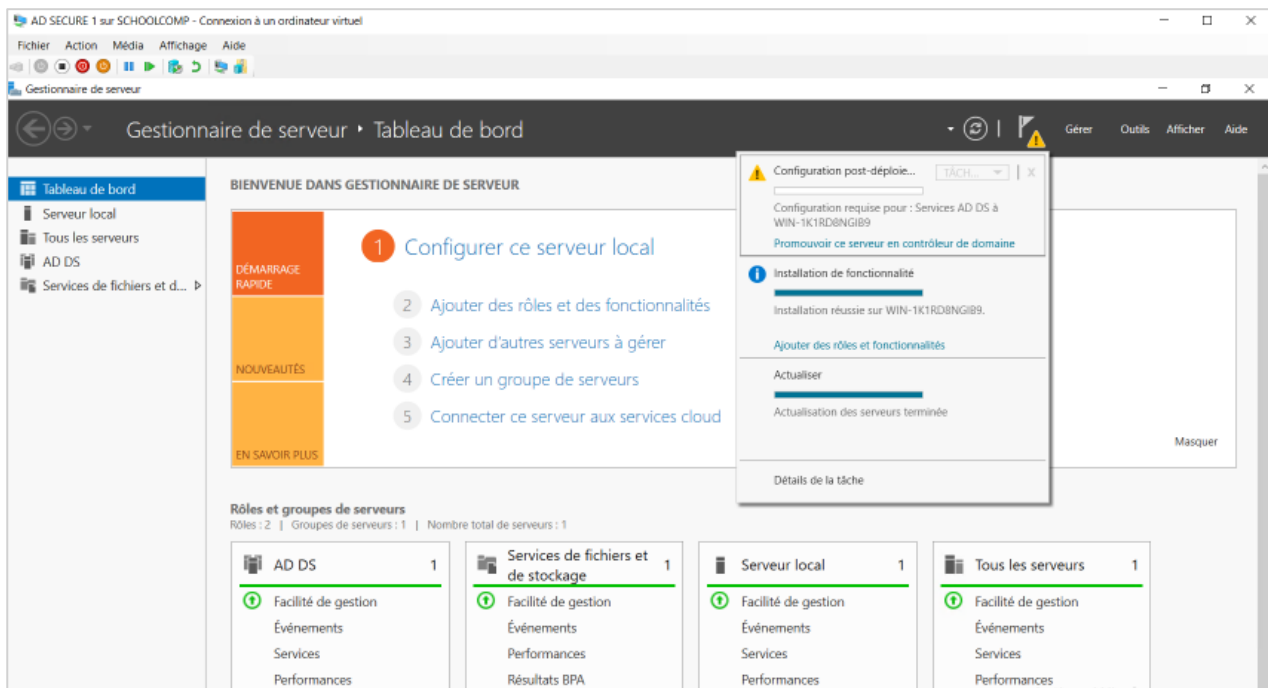 AD SECURE 1 sur SCHOOLCOMP - Connexion à un ordinateur virtuel
Fichier Action Média Affichage Aide
Gestionnaire de serveur
Gestionnaire de serveur • Tableau de bord
Gérer Outils Afficher Aide
Tableau de bord
Serveur local
Tous les serveurs
AD DS
Services de fichiers et d...
BIENVENUE DANS GESTIONNAIRE DE SERVEUR
DÉMARRAGE
RAPIDE
NOUVEAUTÉS
EN SAVOIR PLUS
1 Configurer ce serveur local
2 Ajouter des rôles et des fonctionnalités
3 Ajouter d'autres serveurs à gérer
4 Créer un groupe de serveurs
5 Connecter ce serveur aux services cloud
Configuration post-déploie... TÂCH... X
Configuration requise pour : Services AD DS à
WIN-1K1RD8NGIB9
Promouvoir ce serveur en contrôleur de domaine
Installation de fonctionnalité
Installation réussie sur WIN-1K1RD8NGIB9.
Ajouter des rôles et fonctionnalités
Actualiser
Actualisation des serveurs terminée
Détails de la tâche
Masquer
Rôles et groupes de serveurs
Rôles : 2 | Groupes de serveurs : 1 | Nombre total de serveurs : 1
AD DS 1
Facilité de gestion
Événements
Services
Performances
Services de fichiers et
de stockage 1
Facilité de gestion
Événements
Performances
Résultats BPA
Serveur local 1
Facilité de gestion
Événements
Services
Performances
Tous les serveurs 1
Facilité de gestion
Événements
Services
Performances